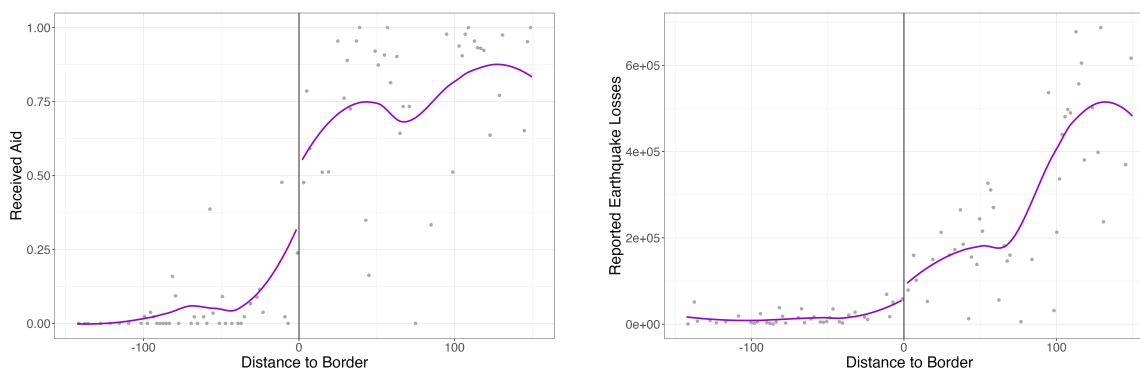 Received Aid
1.00
0.75
0.50
0.25
0.00
-100
0
100
Distance to Border
Reported Earthquake Losses
6e+05
4e+05
2e+05
0e+00
-100
0
100
Distance to Border